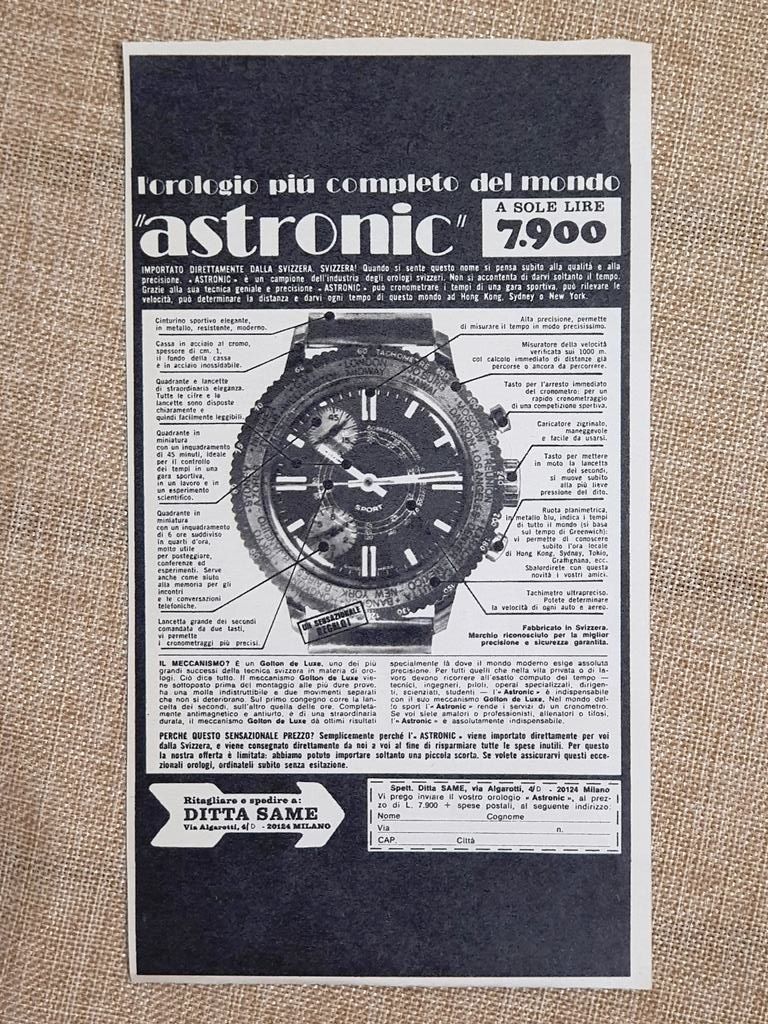 l'orologio piú completo del mondo
"astronic"
A SOLE LIRE
7.900
IMPORTATO DIRETTAMENTE DALLA SVIZZERA. SVIZZERA! Quando si sente questo nome si pensa subito alla qualità e alla
precisione. « ASTRONIC » è un campione dell'industria degli orologi svizzeri. Non si accontenta di darvi soltanto il tempo.
Grazie alla sua tecnica geniale e precisione « ASTRONIC » può cronometrare i tempi di una gara sportiva, può rilevare le
velocità, può determinare la distanza e darvi ogni tempo di questo mondo ad Hong Kong, Sydney o New York.
Cinturino sportivo elegante,
in metallo, resistente, moderno.
Cassa in acciaio al cromo,
spessore di cm. 1,
il fondo della cassa
è in acciaio inossidabile.
Quadrante e lancette
di straordinaria eleganza.
Tutte le cifre e le
lancette sono disposte
chiaramente e
quindi facilmente leggibili.
Quadrante in
miniatura
con un inquadramento
di 45 minuti, ideale
per il controllo
dei tempi in una
gara sportiva,
in un lavoro e in
un esperimento
scientifico.
Quadrante in
miniatura
con un inquadramento
di 6 ore suddiviso
in quarti d'ora,
molto utile
per posteggiare,
conferenze ed
esperimenti. Serve
anche come aiuto
alla memoria per gli
incontri
e le conversazioni
telefoniche.
Lancetta grande dei secondi
comandata da due tasti,
vi permette
i cronometraggi più precisi.
TACHOMETRE
LONDON
MIDWAY
45
15
SPORT
BANGKOK
UN SENSAZIONALE
REGALO!
Alta precisione, permette
di misurare il tempo in modo precisissimo.
Misuratore della velocità
verificata sui 1000 m.
col calcolo immediato di distanze già
percorse o ancora da percorrere.
Tasto per l'arresto immediato
del cronometro: per un
rapido cronometraggio
di una competizione sportiva.
Caricatore zigrinato,
maneggevole
e facile da usarsi.
Tasto per mettere
in moto la lancetta
dei secondi,
si muove subito
alla più lieve
pressione del dito.
Ruota planimetrica,
in metallo blu, indica i tempi
di tutto il mondo (si basa
sul tempo di Greenwich):
vi permette di conoscere
subito l'ora locale
di Hong Kong, Sydney, Tokio,
Graffignana, ecc.
Sbalordirete con questa
novità i vostri amici.
Tachimetro ultrapreciso.
Potete determinare
la velocità di ogni auto e aereo.
Fabbricato in Svizzera.
Marchio riconosciuto per la miglior
precisione e sicurezza garantita.
IL MECCANISMO? È un Golton de Luxe, uno dei più
grandi successi della tecnica svizzera in materia di oro-
logi. Ciò dice tutto. Il meccanismo Golton de Luxe vie-
ne sottoposto prima del montaggio alle più dure prove,
ha una molla indistruttibile e due movimenti separati
che non si deteriorano. Sul primo congegno corre la lan-
cetta dei secondi, sull'altro quella delle ore. Completa-
mente antimagnetico e antiurto, è di una straordinaria
durata, il meccanismo Golton de Luxe dà ottimi risultati
specialmente là dove il mondo moderno esige assoluta
precisione. Per tutti quelli che nella vita privata o di la-
voro devono ricorrere all'esatto computo del tempo —
tecnici, ingegneri, piloti, operai specializzati, dirigen-
ti, scienziati, studenti — l'« Astronic » è indispensabile
con il suo meccanismo Golton de Luxe. Nel mondo del-
lo sport l'« Astronic » rende i servizi di un cronometro.
Se voi siete amatori o professionisti, allenatori o tifosi,
l'« Astronic » è assolutamente indispensabile.
PERCHE QUESTO SENSAZIONALE PREZZO? Semplicemente perché l'« ASTRONIC » viene importato direttamente per voi
dalla Svizzera, e viene consegnato direttamente da noi a voi al fine di risparmiare tutte le spese inutili. Per questo
la nostra offerta è limitata: abbiamo potuto importare soltanto una piccola scorta. Se volete assicurarvi questi ecce-
zionali orologi, ordinateli subito senza esitazione.
Ritagliare e spedire a:
DITTA SAME
Via Algarotti, 4/D - 20124 MILANO
Spett. Ditta SAME, via Algarotti, 4/D - 20124 Milano
Vi prego inviare il vostro orologio « Astronic », al prez-
zo di L. 7.900 + spese postali, al seguente indirizzo:
Nome Cognome
Via n.
CAP. Città